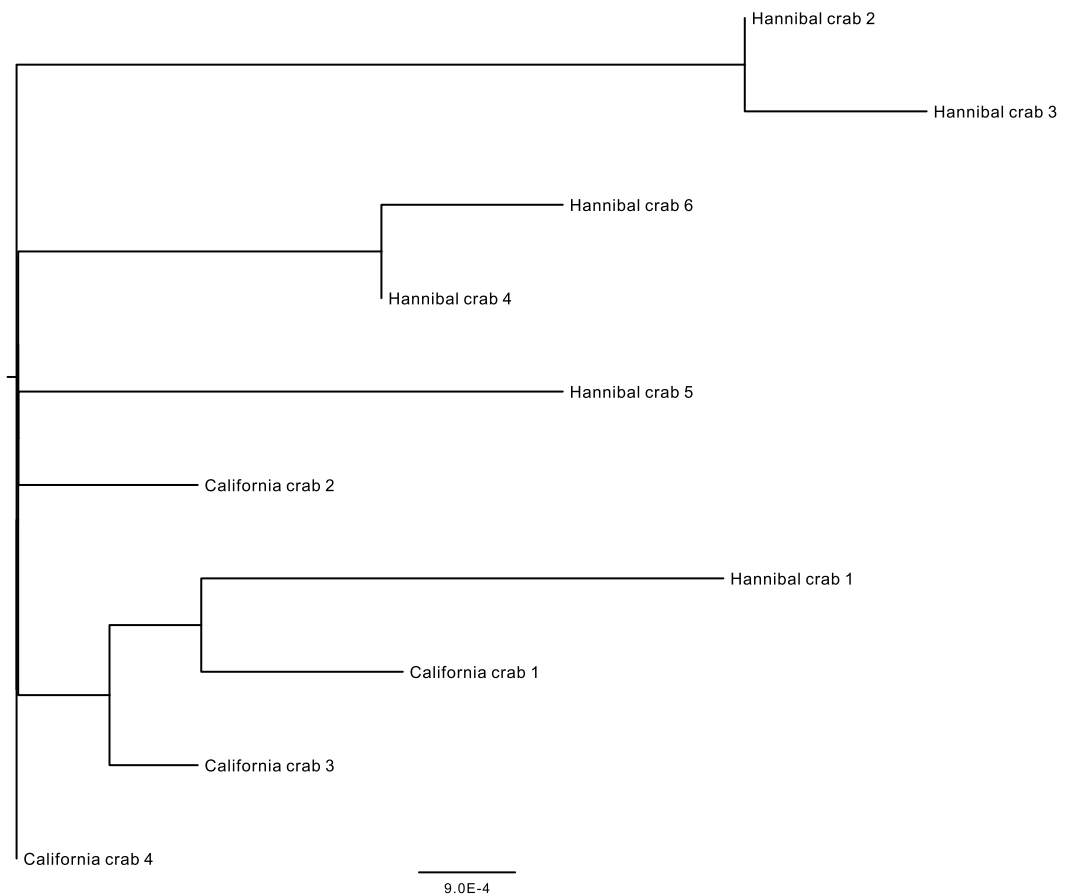 Hannibal crab 2
Hannibal crab 3
Hannibal crab 6
Hannibal crab 4
Hannibal crab 5
California crab 2
Hannibal crab 1
California crab 1
California crab 3
California crab 4
9.0E-4